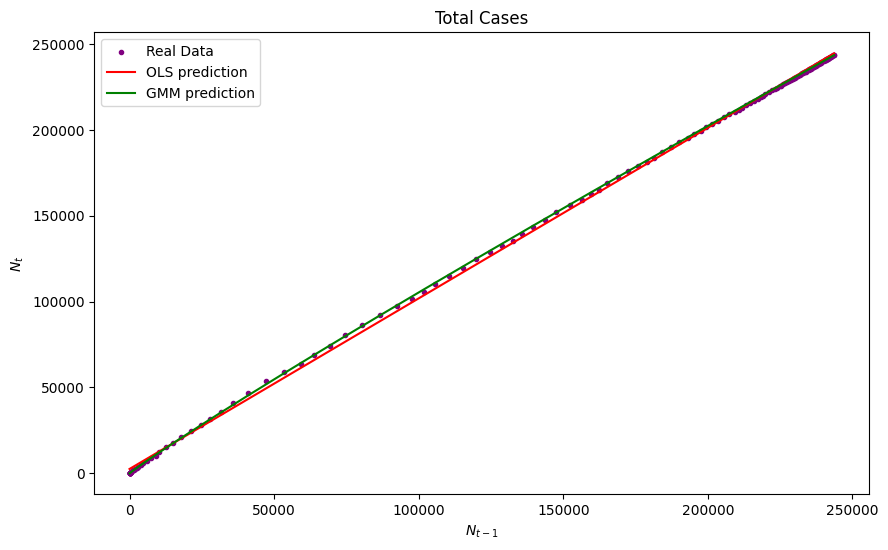 Total Cases
Real Data
OLS prediction
GMM prediction
250000
200000
150000
100000
50000
0
N_t
0 50000 100000 150000 200000 250000
N_{t-1}